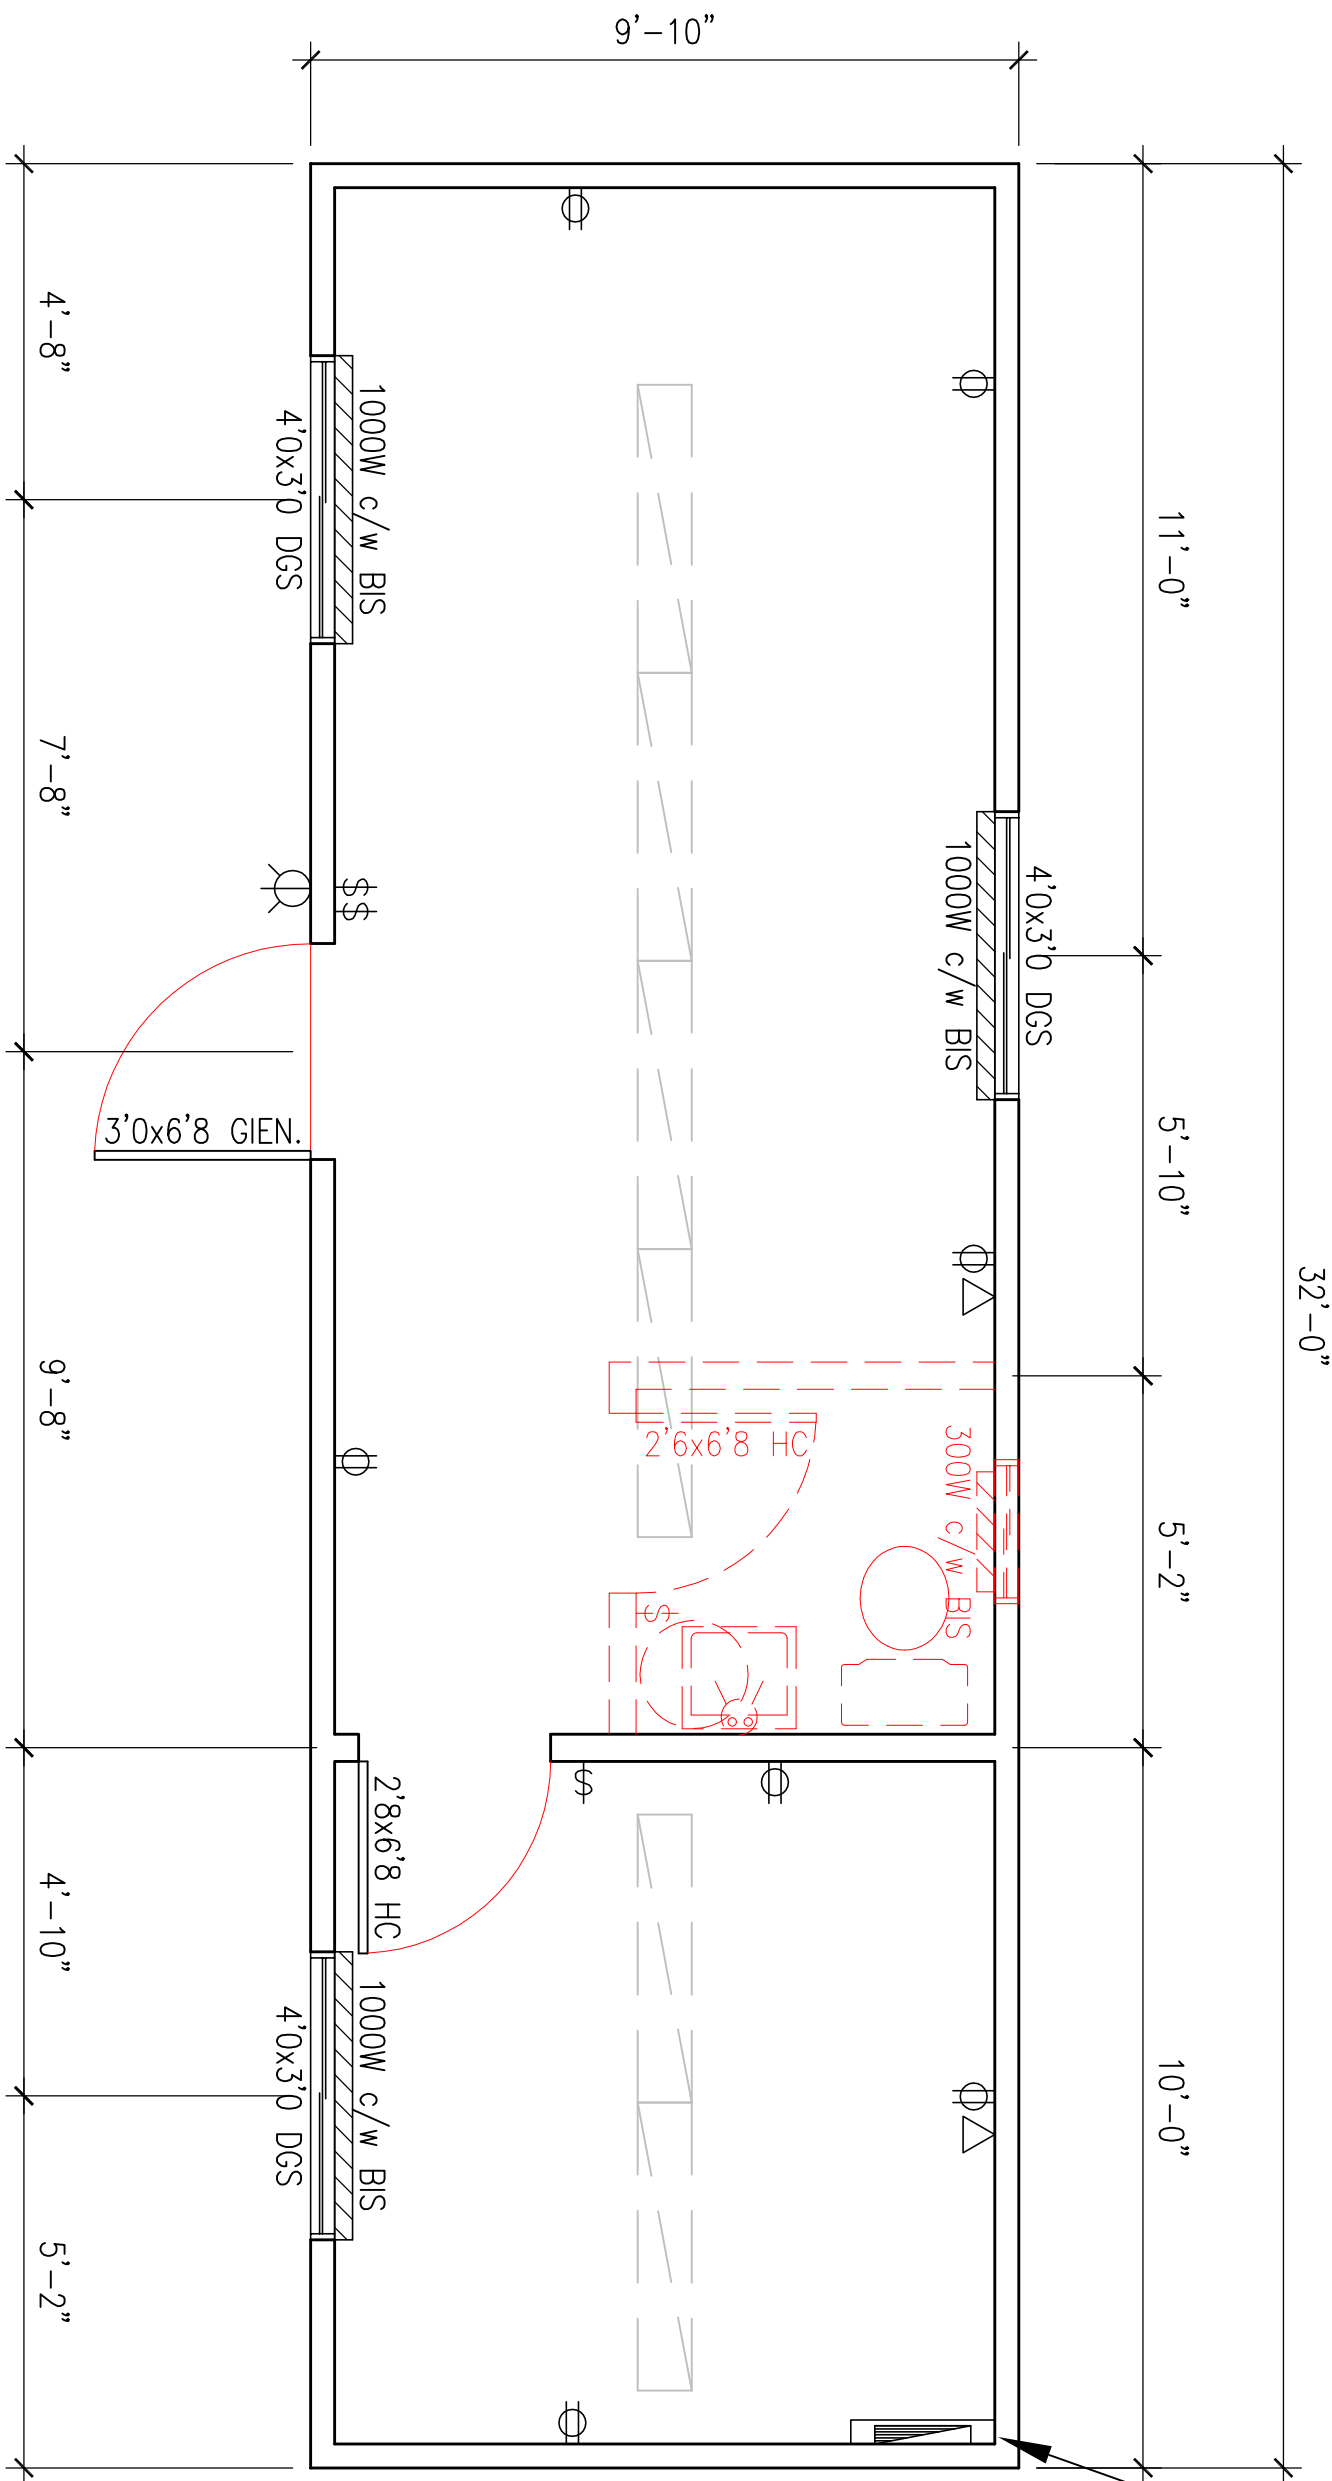 9'-10"
32'-0"
11'-0"
5'-10"
5'-2"
10'-0"
4'0x3'0 DGS
1000W c/w BIS
300W c/w BIS
2'6x6'8 HC
$
1000W c/w BIS
4'0x3'0 DGS
$$
3'0x6'8 GIEN.
$
2'8x6'8 HC
1000W c/w BIS
4'0x3'0 DGS
4'-8"
7'-8"
9'-8"
4'-10"
5'-2"